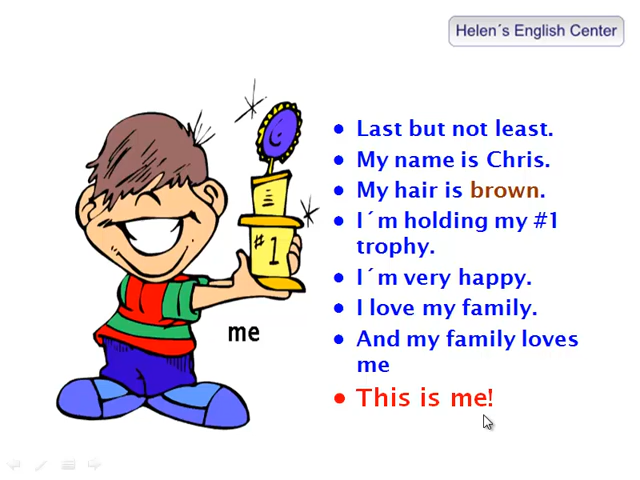 Helen´s English Center
Last but not least.
My name is Chris.
My hair is brown.
I´m holding my #1
trophy.
I´m very happy.
I love my family.
And my family loves
me
This is me!
#1
me